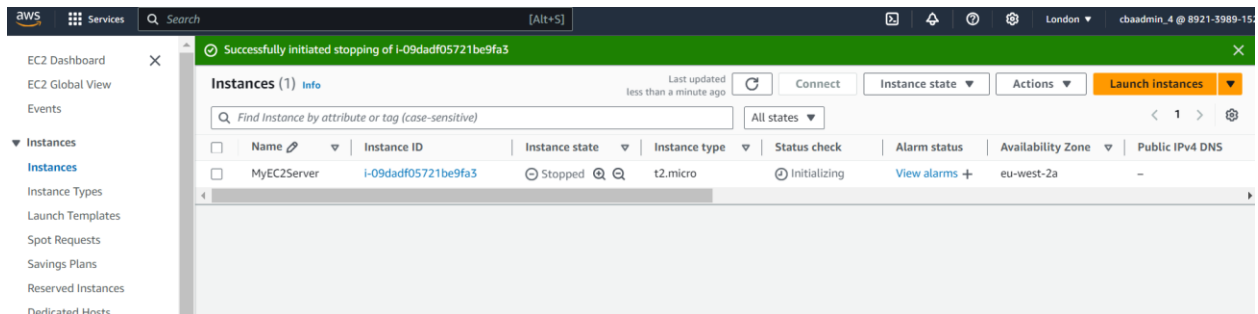 aws Services Search [Alt+S] London ▼ cbaadmin_4 @ 8921-3989-152
EC2 Dashboard
EC2 Global View
Events
Instances
Instances
Instance Types
Launch Templates
Spot Requests
Savings Plans
Reserved Instances
Dedicated Hosts
Successfully initiated stopping of i-09dadf05721be9fa3
Instances (1) Info
Last updated
less than a minute ago
Connect Instance state ▼ Actions ▼ Launch instances ▼
Find Instance by attribute or tag (case-sensitive) All states ▼ < 1 >
Name Instance ID Instance state Instance type Status check Alarm status Availability Zone Public IPv4 DNS
MyEC2Server i-09dadf05721be9fa3 Stopped t2.micro Initializing View alarms + eu-west-2a –